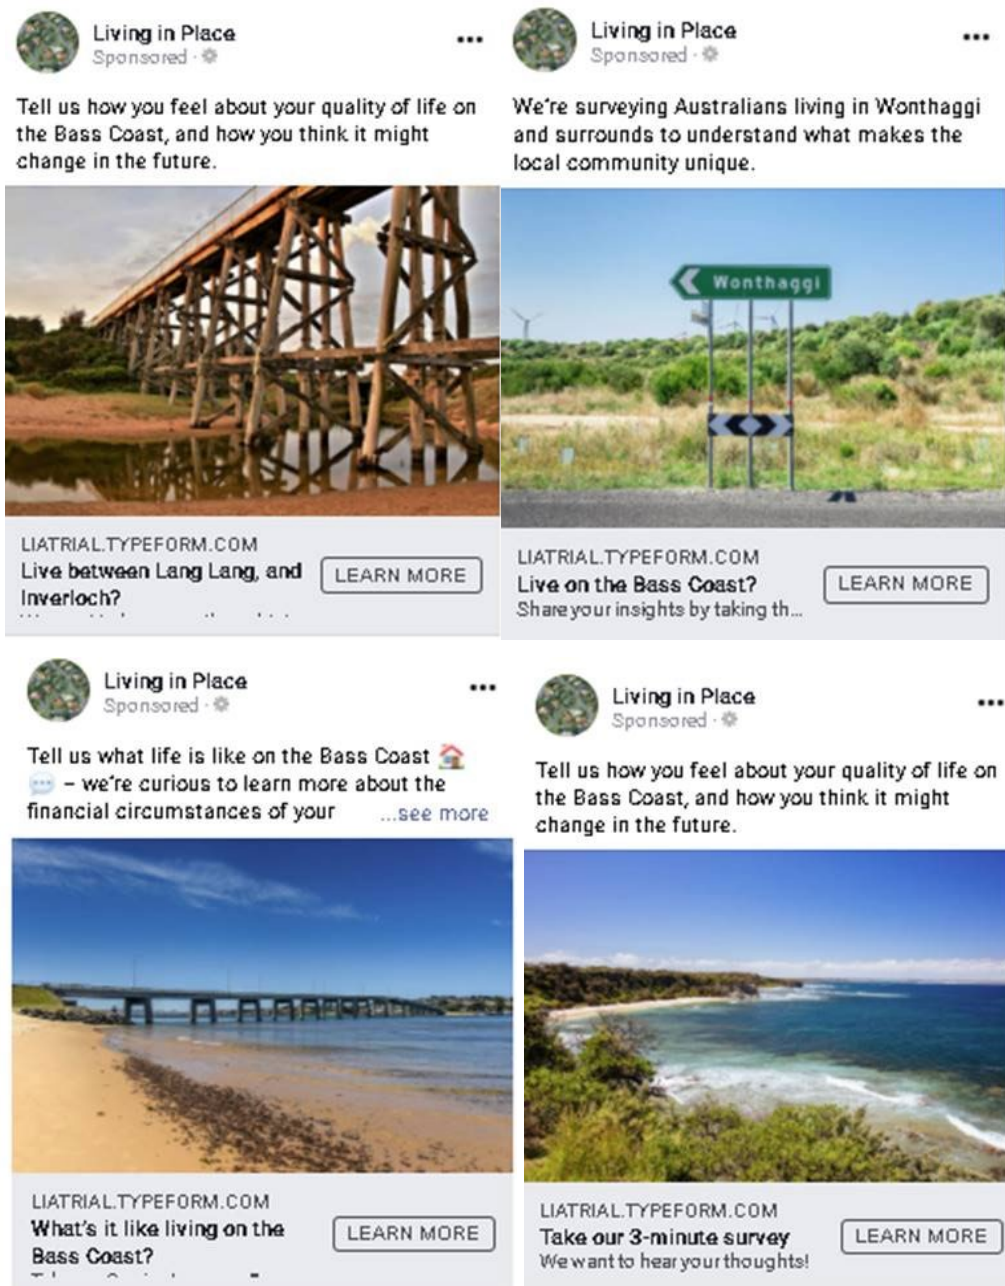 Living in Place
Sponsored ·
Tell us how you feel about your quality of life on
the Bass Coast, and how you think it might
change in the future.
LIATRIAL.TYPEFORM.COM
Live between Lang Lang, and
Inverloch?
LEARN MORE
Living in Place
Sponsored ·
We're surveying Australians living in Wonthaggi
and surrounds to understand what makes the
local community unique.
Wonthaggi
LIATRIAL.TYPEFORM.COM
Live on the Bass Coast?
Share your insights by taking th...
LEARN MORE
Living in Place
Sponsored ·
Tell us what life is like on the Bass Coast 🏠
💬 – we're curious to learn more about the
financial circumstances of your ...see more
LIATRIAL.TYPEFORM.COM
What's it like living on the
Bass Coast?
LEARN MORE
Living in Place
Sponsored ·
Tell us how you feel about your quality of life on
the Bass Coast, and how you think it might
change in the future.
LIATRIAL.TYPEFORM.COM
Take our 3-minute survey
We want to hear your thoughts!
LEARN MORE